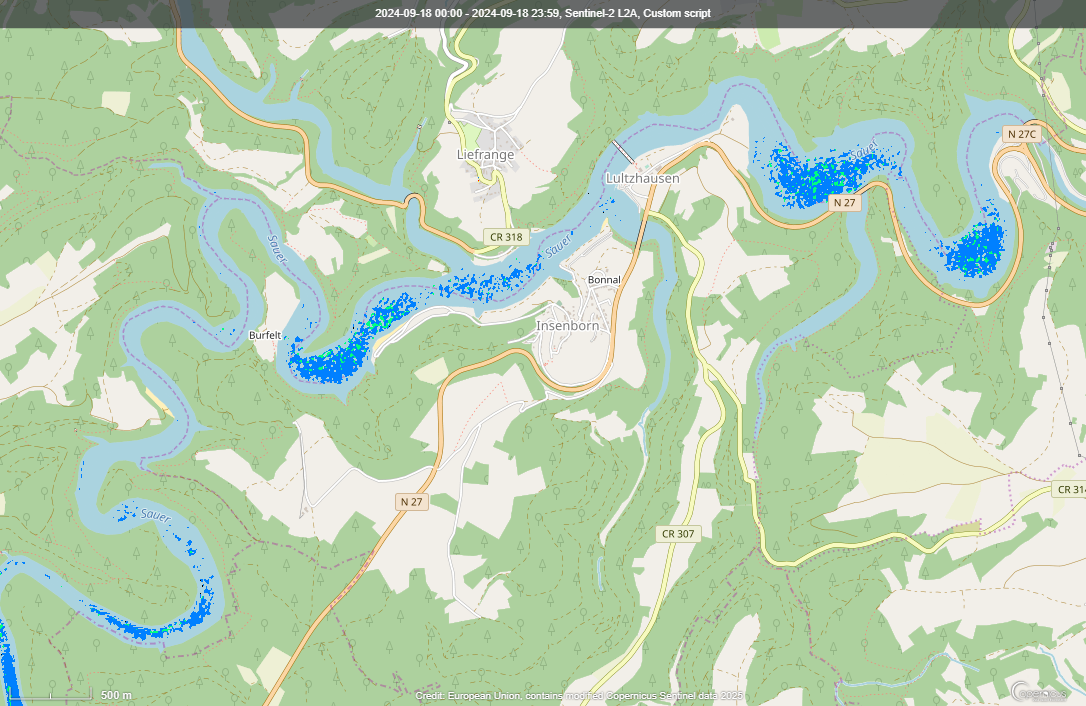 2024-09-18 00:00 - 2024-09-18 23:59, Sentinel-2 L2A, Custom script
N 27C
Liefrange
Sauer
Lultzhausen
N 27
CR 318
Sauer
Sauer
Bonnal
Insenborn
Burfelt
CR 314
N 27
Sauer
CR 307
500 m
Credit: European Union, contains modified Copernicus Sentinel data 2025